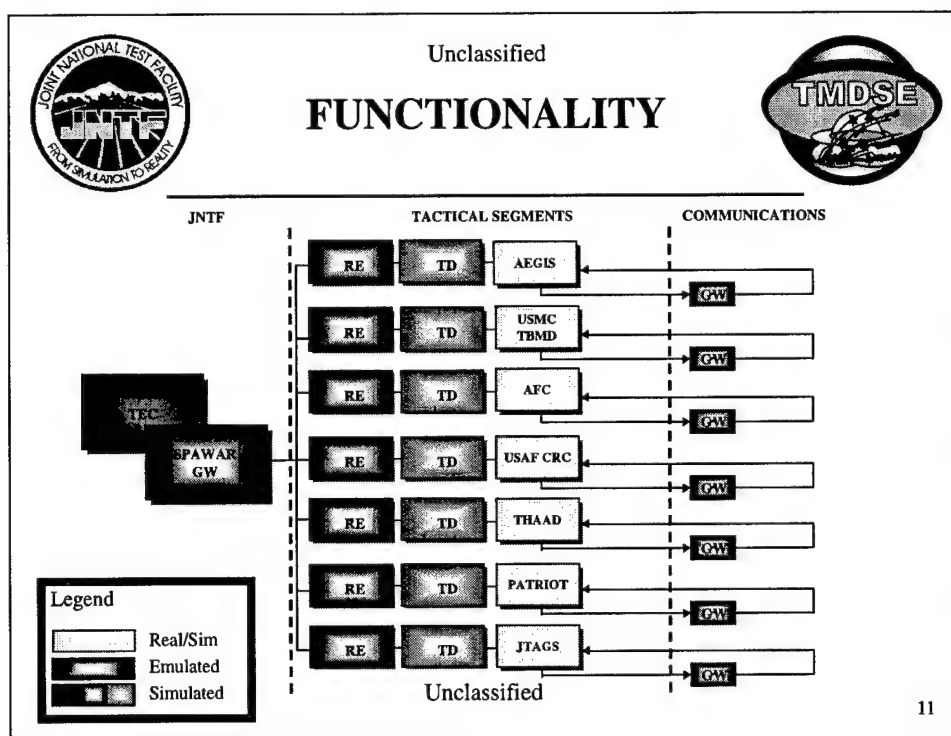 Unclassified
FUNCTIONALITY
JOINT NATIONAL TEST FACILITY
JNTF
FROM SIMULATION TO REALITY
TMDSE
JNTF
TACTICAL SEGMENTS
COMMUNICATIONS
RE TD AEGIS
GW
RE TD USMC
TBMD
GW
RE TD AFC
GW
TEC
SPAWAR
GW
RE TD USAF CRC
GW
RE TD THAAD
GW
RE TD PATRIOT
GW
RE TD JTAGS
GW
Legend
Real/Sim
Emulated
Simulated
Unclassified
11